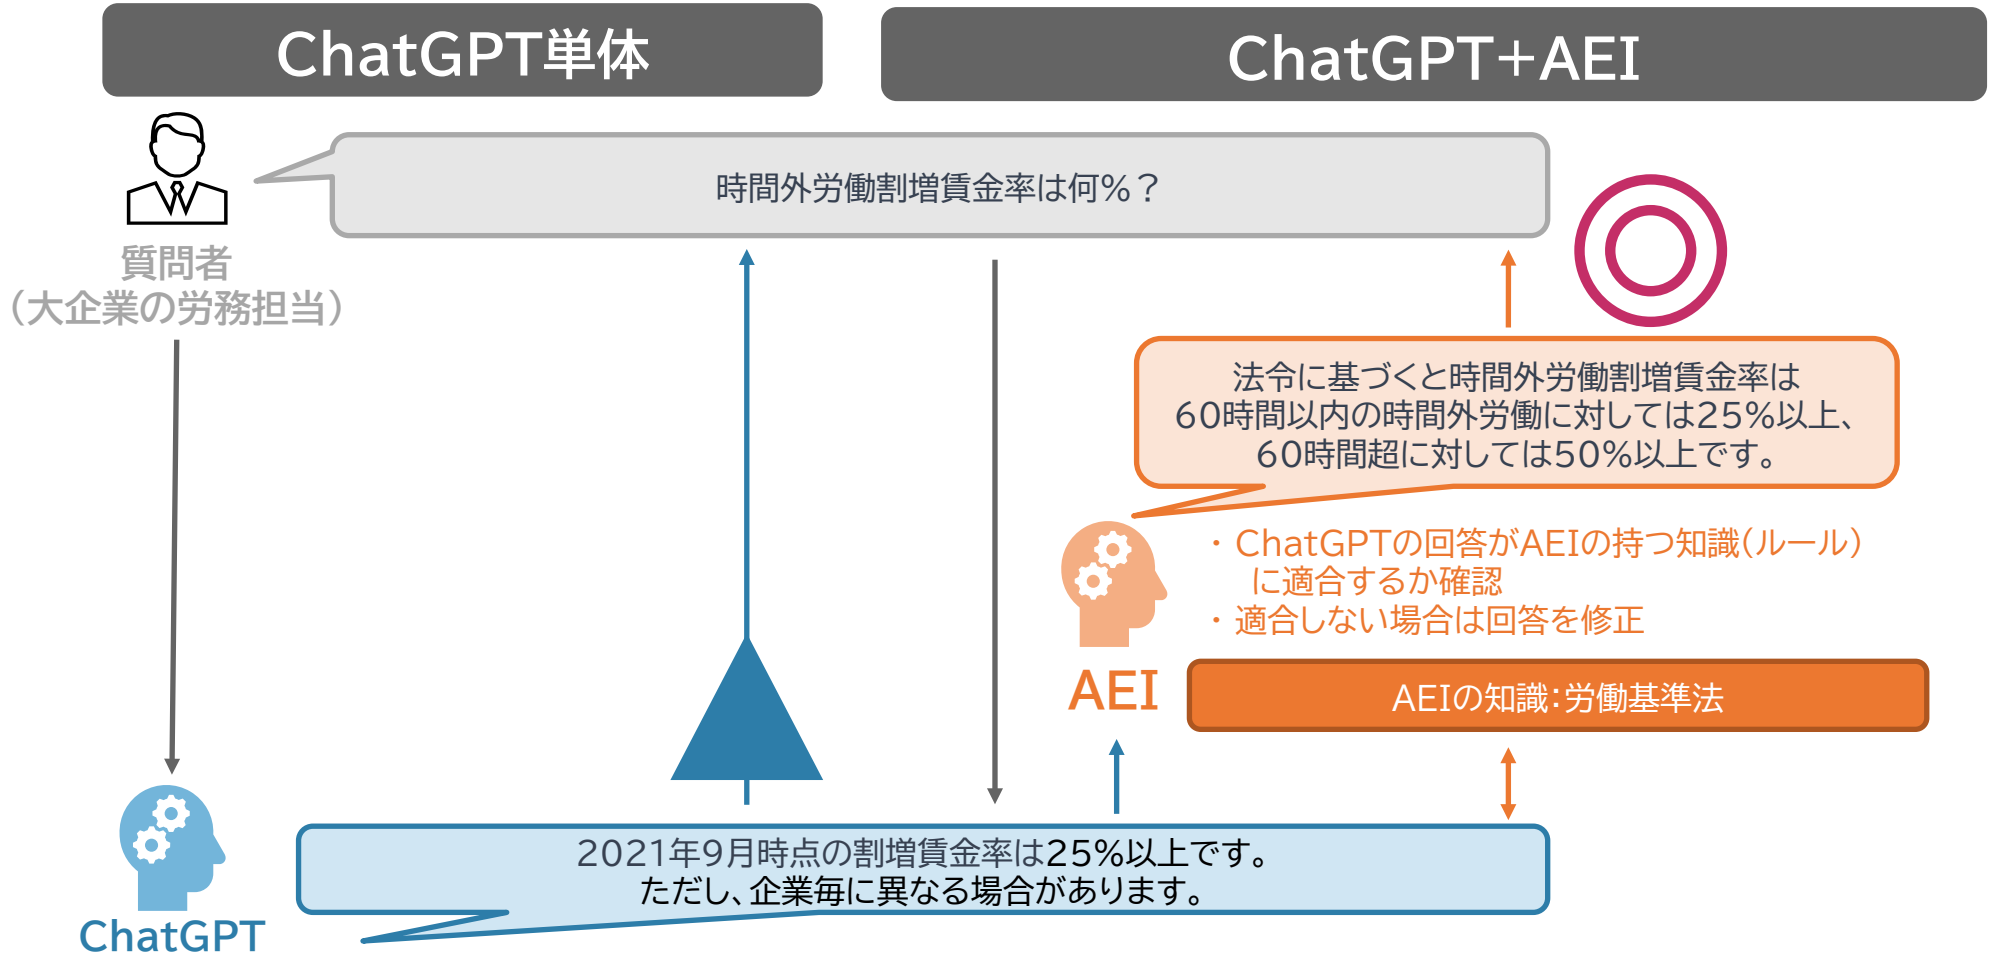 ChatGPT単体
ChatGPT+AEI
時間外労働割増賃金率は何%？
質問者
（大企業の労務担当）
法令に基づくと時間外労働割増賃金率は
60時間以内の時間外労働に対しては25%以上、
60時間超に対しては50%以上です。
・ChatGPTの回答がAEIの持つ知識(ルール)
に適合するか確認
・適合しない場合は回答を修正
AEI
AEIの知識：労働基準法
2021年9月時点の割増賃金率は25%以上です。
ただし、企業毎に異なる場合があります。
ChatGPT